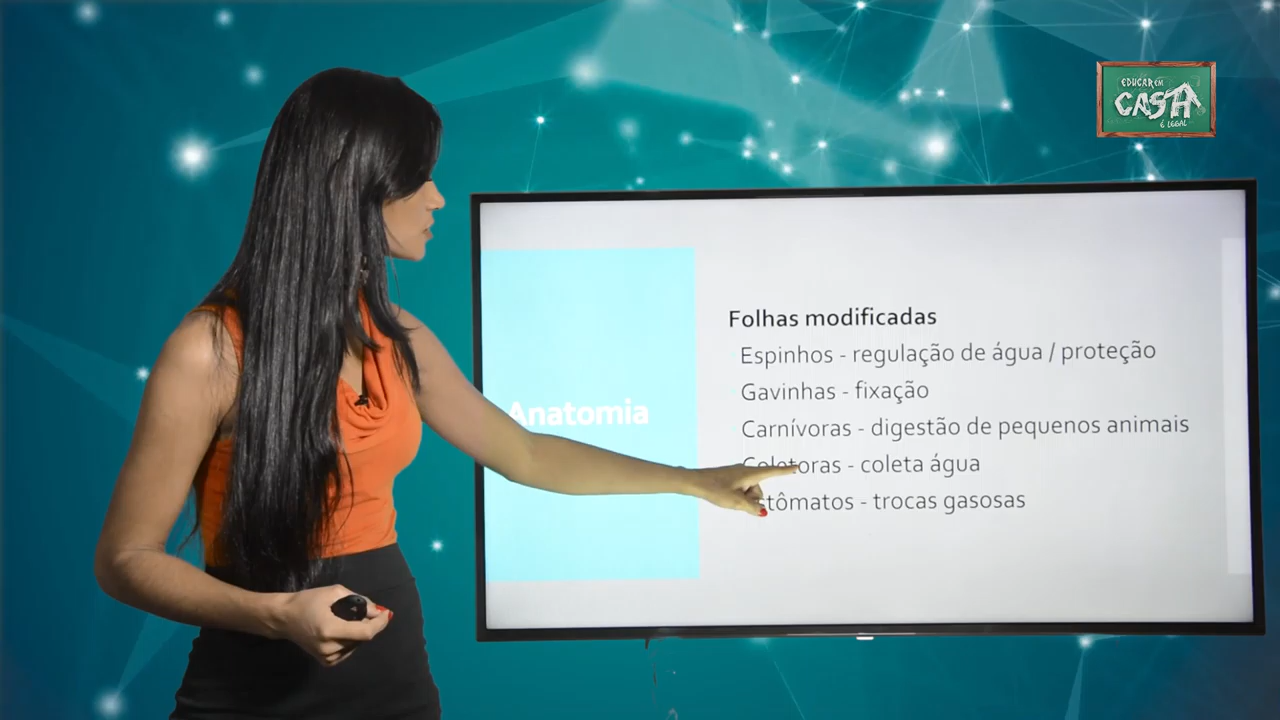 EDUCAR EM
CASA
É LEGAL
Anatomia
Folhas modificadas
Espinhos - regulação de água / proteção
Gavinhas - fixação
Carnívoras - digestão de pequenos animais
Coletoras - coleta água
stômatos - trocas gasosas